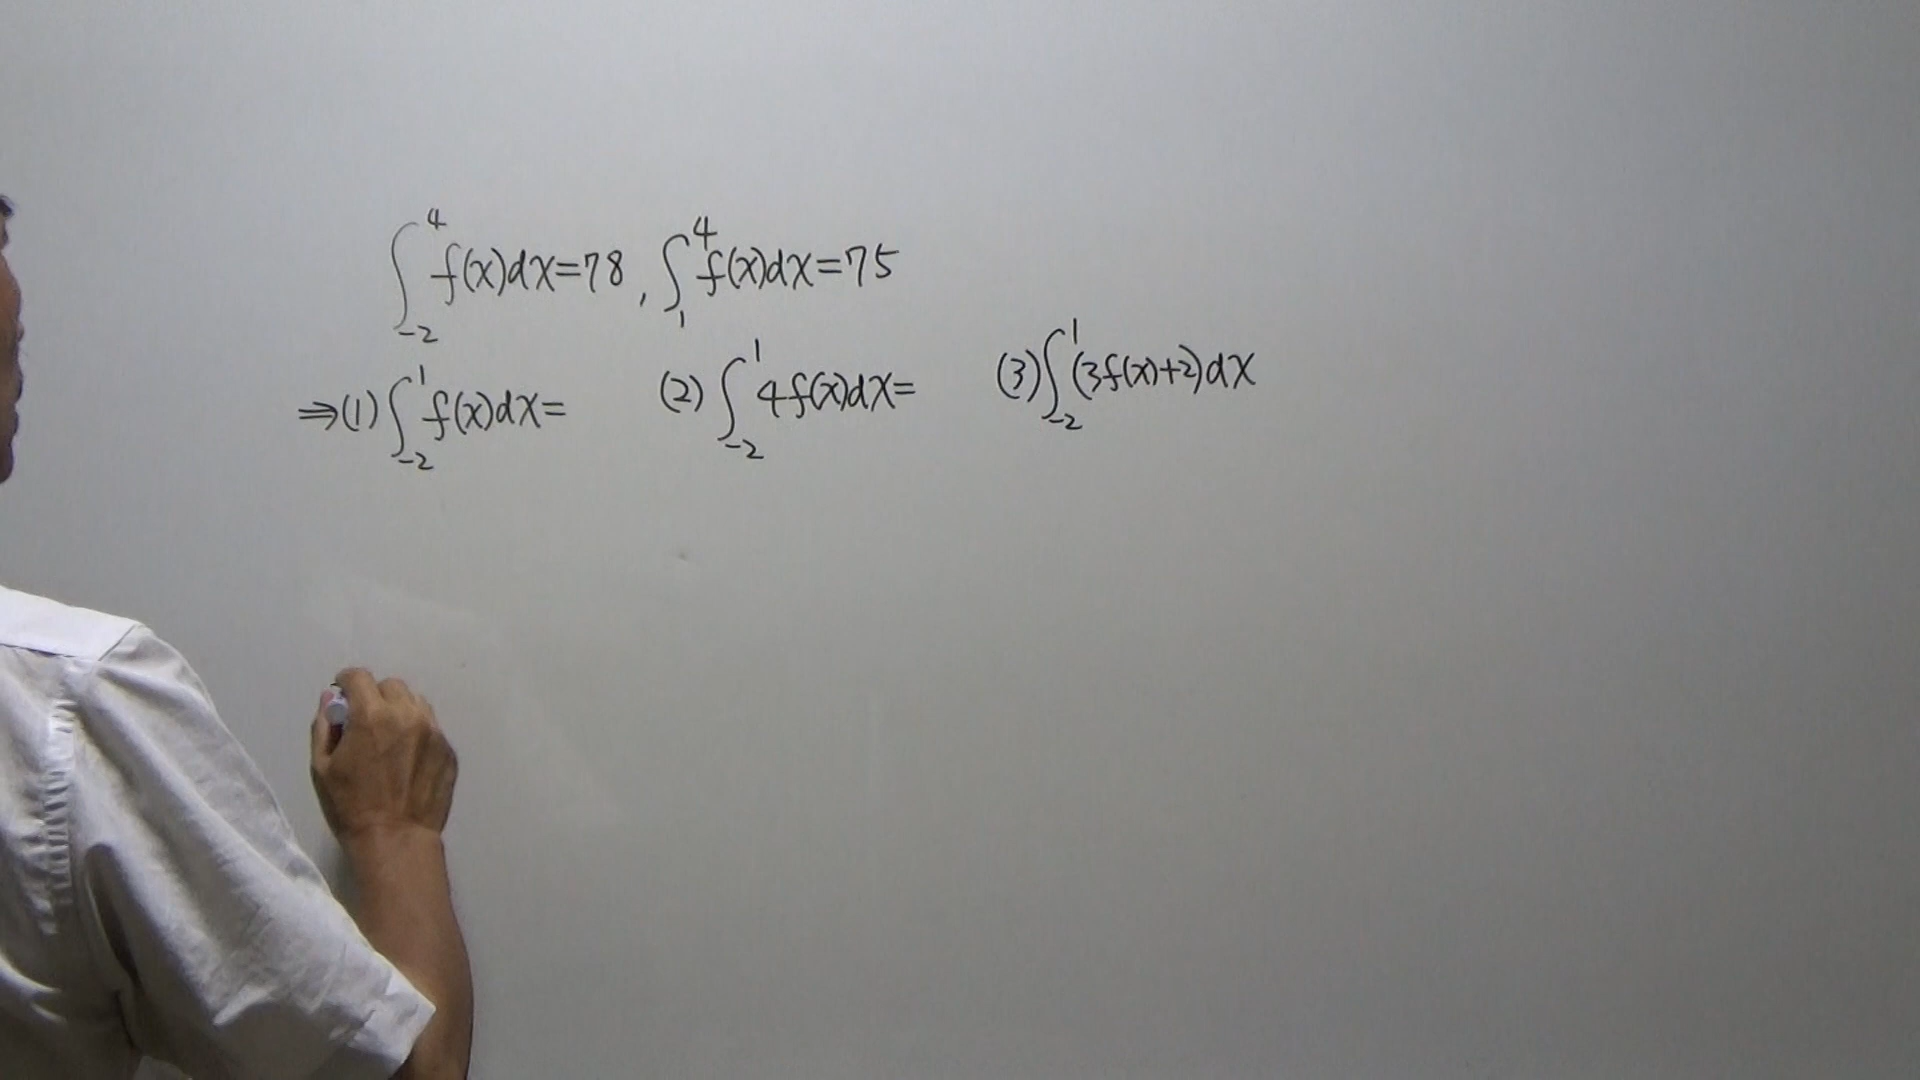 ∫₋₂⁴ f(x)dx=78, ∫₁⁴ f(x)dx=75
⇒(1) ∫₋₂¹ f(x)dx= (2) ∫₋₂¹ 4f(x)dx= (3) ∫₋₂¹ (3f(x)+2)dx